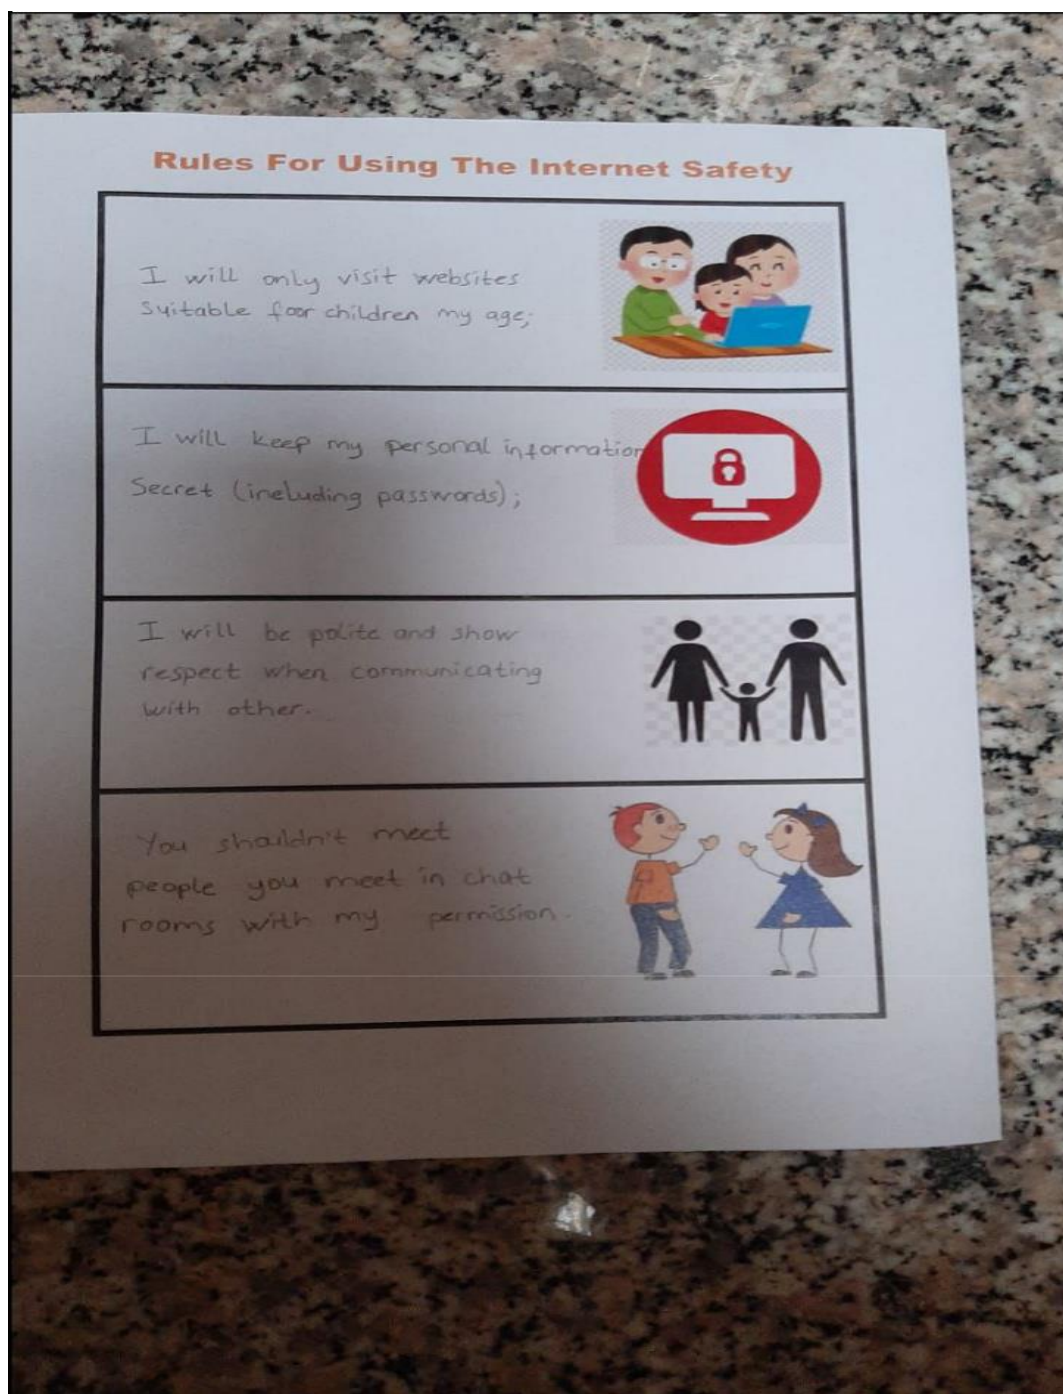 Rules For Using The Internet Safety
I will only visit websites
Suitable foor children my age;
I will keep my personal information
Secret (including passwords);
I will be polite and show
respect when communicating
with other.
You shouldn't meet
people you meet in chat
rooms with my permission.